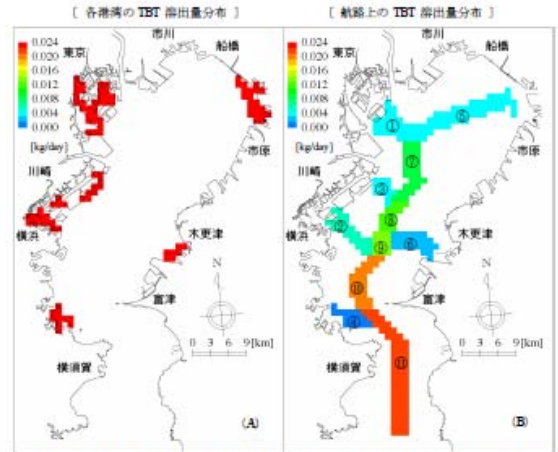 [ 各港湾の TBT 溶出量分布 ]
0.024
0.020
0.016
0.012
0.008
0.004
0.000
[kg/day]
東京
市川
船橋
市原
川崎
横浜
木更津
富津
横須賀
N
0 3 6 9[km]
(A)
[ 航路上の TBT 溶出量分布 ]
0.024
0.020
0.016
0.012
0.008
0.004
0.000
[kg/day]
東京
市川
船橋
市原
川崎
横浜
木更津
富津
横須賀
①
⑤
⑦
③
②
⑧
⑨
⑥
⑩
④
⑪
N
0 3 6 9[km]
(B)